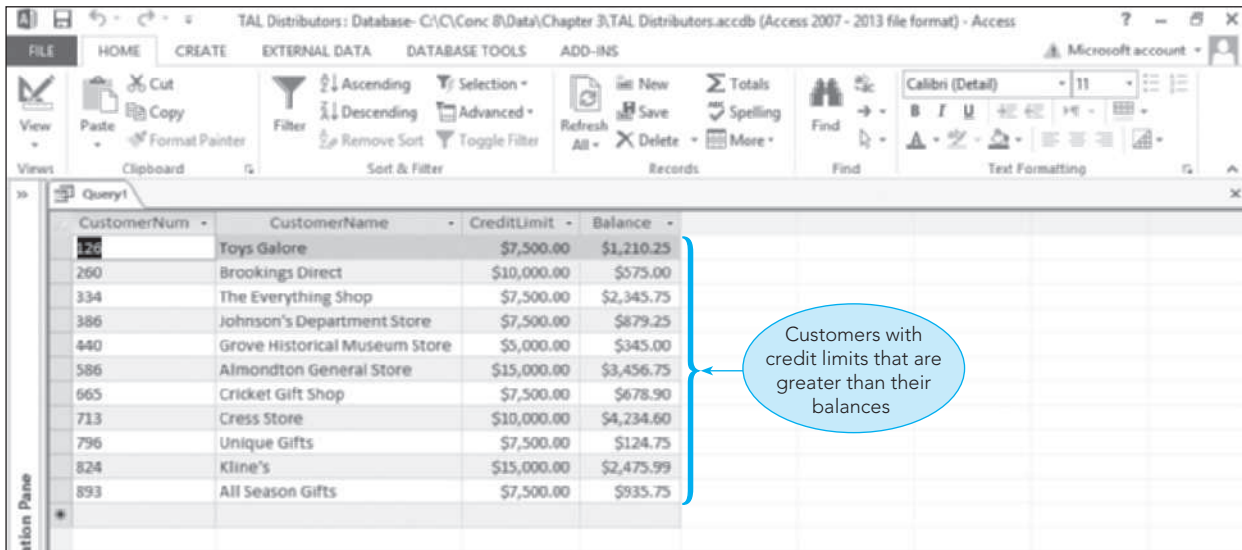 TAL Distributors : Database- C:\C\Conc 8\Data\Chapter 3\TAL Distributors.accdb (Access 2007 - 2013 file format) - Access
?
FILE HOME CREATE EXTERNAL DATA DATABASE TOOLS ADD-INS Microsoft account
View
Views
Paste
Cut
Copy
Format Painter
Clipboard
Filter
Ascending
Descending
Remove Sort
Selection
Advanced
Toggle Filter
Sort & Filter
Refresh
All
New
Save
Delete
Totals
Spelling
More
Records
Find
Find
Calibri (Detail) 11
B I U
A
Text Formatting
Query1
CustomerNum CustomerName CreditLimit Balance
126 Toys Galore $7,500.00 $1,210.25
260 Brookings Direct $10,000.00 $575.00
334 The Everything Shop $7,500.00 $2,345.75
386 Johnson's Department Store $7,500.00 $879.25
440 Grove Historical Museum Store $5,000.00 $345.00
586 Almondton General Store $15,000.00 $3,456.75
665 Cricket Gift Shop $7,500.00 $678.90
713 Cress Store $10,000.00 $4,234.60
796 Unique Gifts $7,500.00 $124.75
824 Kline's $15,000.00 $2,475.99
893 All Season Gifts $7,500.00 $935.75
Customers with
credit limits that are
greater than their
balances
ation Pane